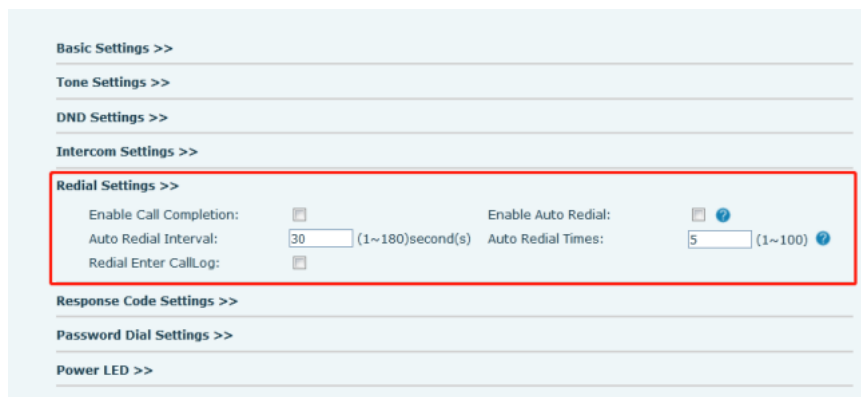 Basic Settings >>
Tone Settings >>
DND Settings >>
Intercom Settings >>
Redial Settings >>
Enable Call Completion: Enable Auto Redial: ?
Auto Redial Interval: 30 (1~180)second(s) Auto Redial Times: 5 (1~100) ?
Redial Enter CallLog:
Response Code Settings >>
Password Dial Settings >>
Power LED >>